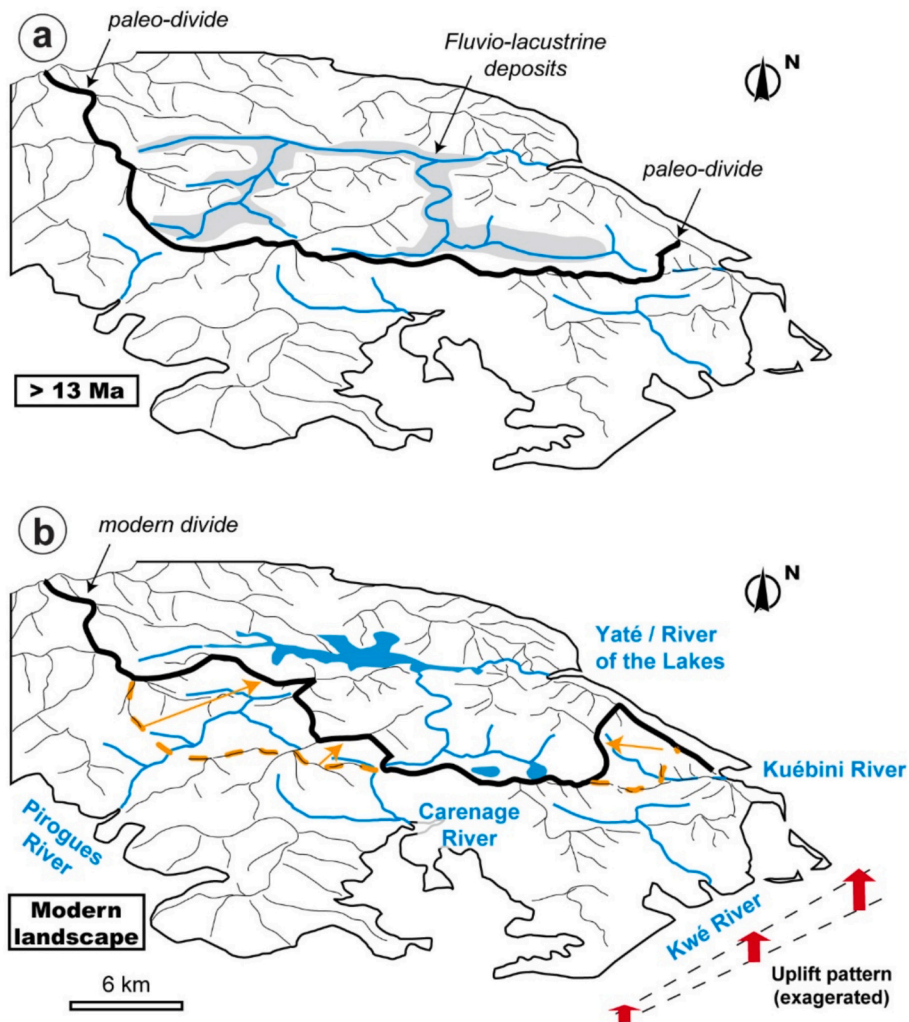 a
paleo-divide
Fluvio-lacustrine
deposits
N
paleo-divide
> 13 Ma
b
modern divide
N
Yaté / River
of the Lakes
Kuébini River
Carenage
River
Pirogues
River
Kwé River
Modern
landscape
6 km
Uplift pattern
(exagerated)